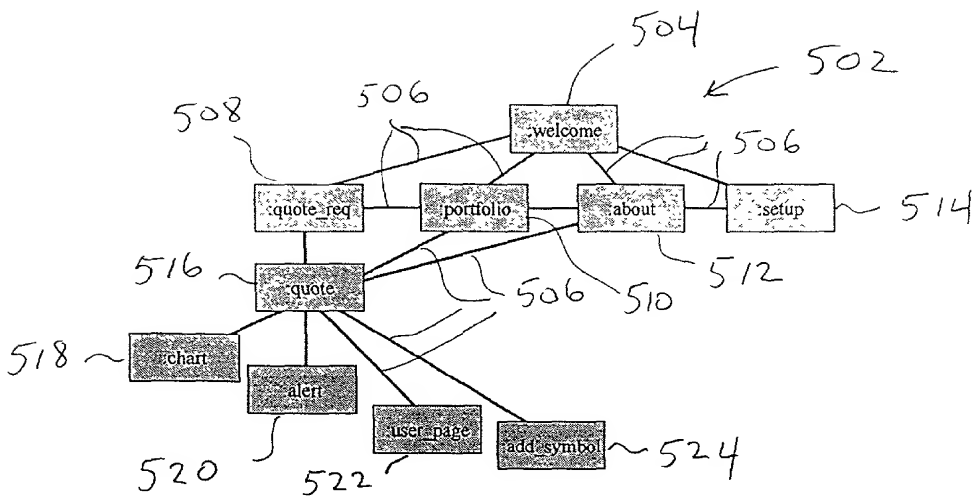 504
502
506
508
:welcome
506
:quote_req
:portfolio
:about
:setup
514
516
:quote
506
510
512
518
:chart
:alert
:user_page
:add_symbol
524
520
522